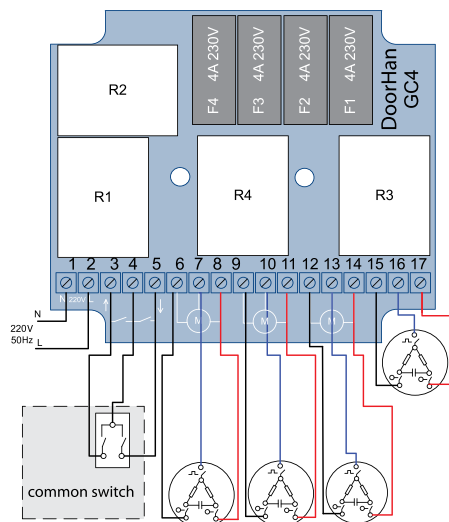 R2
F4 4A 230V
F3 4A 230V
F2 4A 230V
F1 4A 230V
DoorHan
GC4
R1
R4
R3
1 2 3 4 5 6 7 8 9 10 11 12 13 14 15 16 17
N 220V L
M M M
N
220V
50Hz
L
common switch